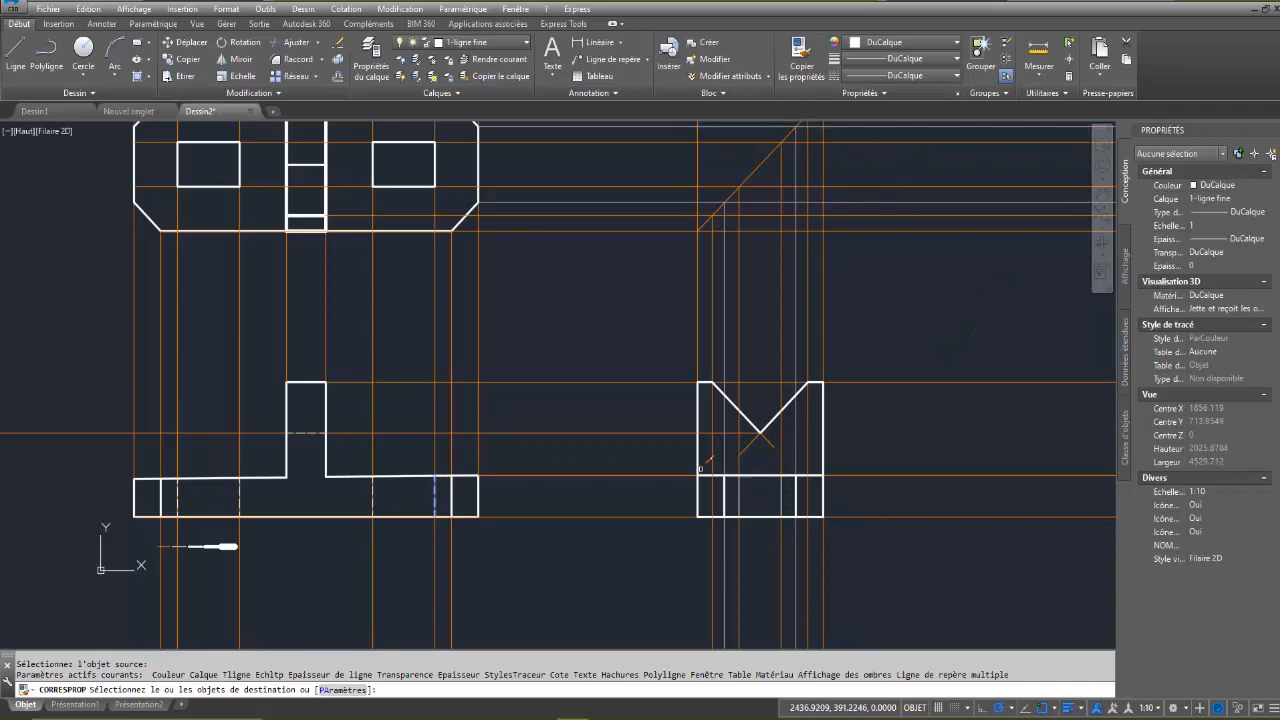 Fichier Edition Affichage Insertion Format Outils Dessin Cotation Modification Paramétrique Fenêtre ? Express
Début Insertion Annoter Paramétrique Vue Gérer Sortie Autodesk 360 Compléments BIM 360 Applications associées Express Tools
Ligne Polyligne Cercle Arc
Déplacer Rotation Ajuster
Copier Miroir Raccord
Etirer Echelle Réseau
Propriétés du calque
1-ligne fine
Rendre courant
Copier le calque
Texte
Linéaire
Ligne de repère
Tableau
Insérer
Créer
Modifier
Modifier attributs
Copier les propriétés
DuCalque
DuCalque
DuCalque
Grouper
Mesurer
Coller
Dessin Modification Calques Annotation Bloc Propriétés Groupes Utilitaires Presse-papiers
Dessin1 Nouvel onglet Dessin2*
[−][Haut][Filaire 2D]
Y
X
PROPRIÉTÉS
Aucune sélection
Conception
Affichage
Données étendues
Classe d'objets
Général
Couleur DuCalque
Calque 1-ligne fine
Type d... DuCalque
Echelle... 1
Epaiss... DuCalque
Transp... DuCalque
Epaiss... 0
Visualisation 3D
Matéri... DuCalque
Afficha... Jette et reçoit les o...
Style de tracé
Style d... ParCouleur
Table d... Aucune
Table d... Objet
Type d... Non disponible
Vue
Centre X 1856.119
Centre Y 713.9549
Centre Z 0
Hauteur 2025.8784
Largeur 4529.712
Divers
Echelle... 1:10
Icône... Oui
Icône... Oui
Icône... Oui
NOM...
Style vi... Filaire 2D
Sélectionnez l'objet source:
Paramètres actifs courants: Couleur Calque Tligne Echltp Epaisseur de ligne Transparence Epaisseur StylesTraceur Cote Texte Hachures Polyligne Fenêtre Table Matériau Affichage des ombres Ligne de repère multiple
CORRESPROP Sélectionnez le ou les objets de destination ou [PAramètres]:
Objet Présentation1 Présentation2 +
2436.9209, 391.2246, 0.0000 OBJET 1:10